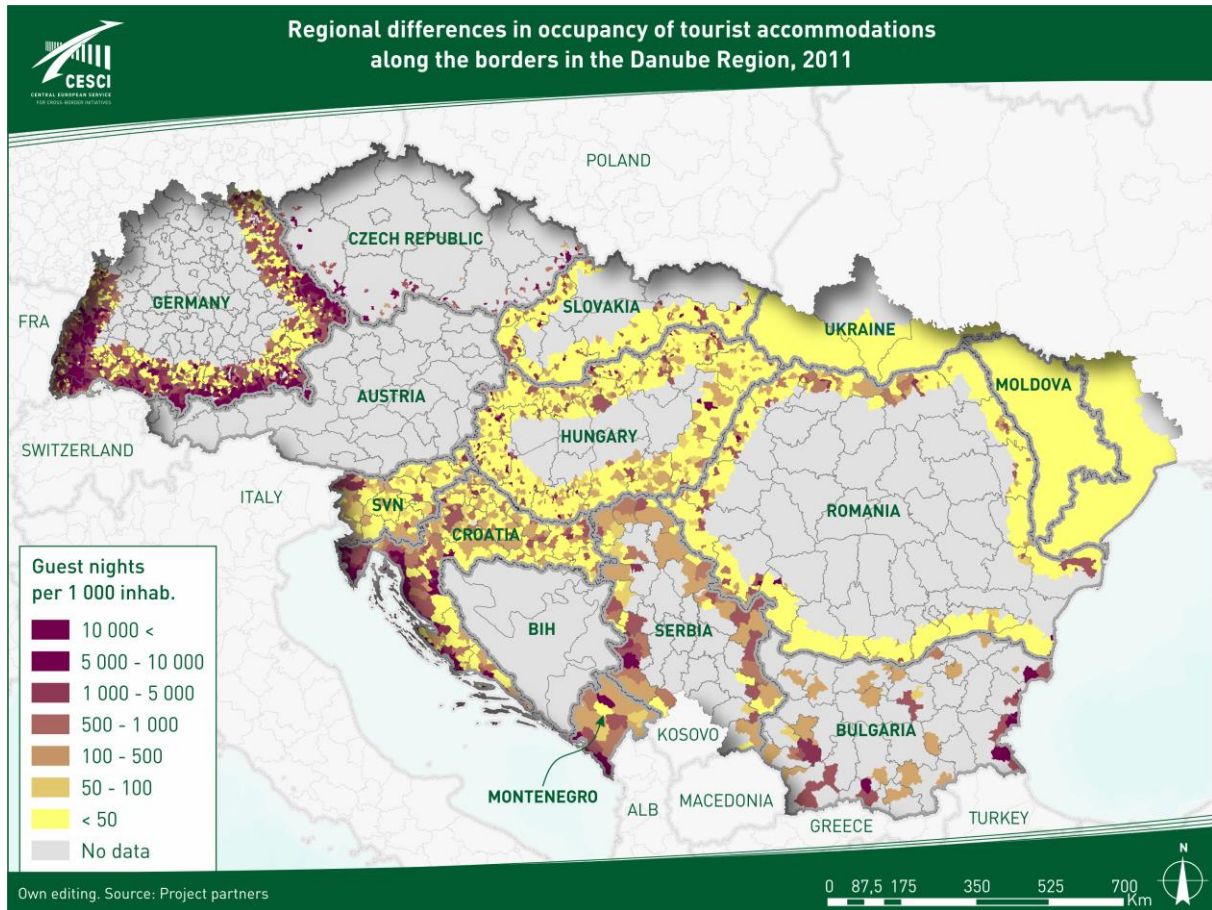 Regional differences in occupancy of tourist accommodations
along the borders in the Danube Region, 2011
CESCI
CENTRAL EUROPEAN SERVICE
FOR CROSS-BORDER INITIATIVES
POLAND
CZECH REPUBLIC
GERMANY
SLOVAKIA
FRA
UKRAINE
MOLDOVA
AUSTRIA
HUNGARY
SWITZERLAND
ITALY
SVN
ROMANIA
CROATIA
BIH
SERBIA
BULGARIA
KOSOVO
MONTENEGRO
ALB
MACEDONIA
GREECE
TURKEY
Guest nights
per 1 000 inhab.
10 000 <
5 000 - 10 000
1 000 - 5 000
500 - 1 000
100 - 500
50 - 100
< 50
No data
Own editing. Source: Project partners
0 87,5 175 350 525 700
Km
N